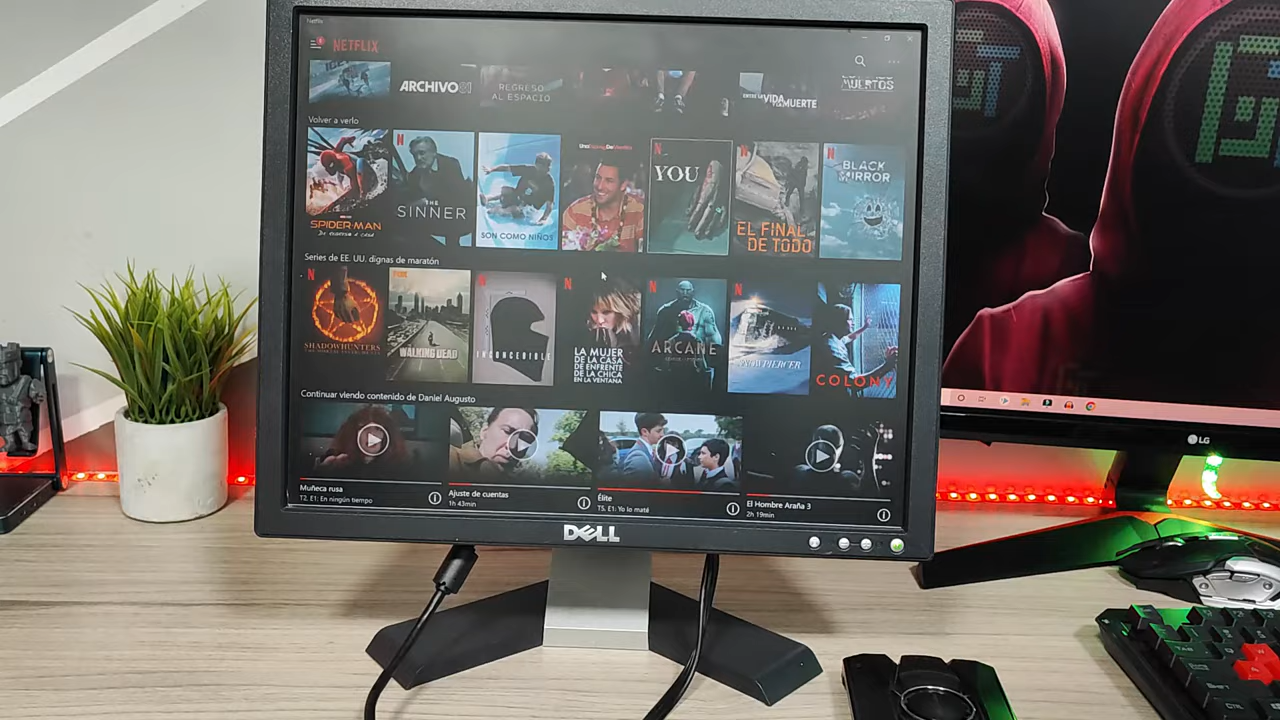 Netflix
NETFLIX
ARCHIVO 81
REGRESO
AL ESPACIO
ENTRE LA VIDA
Y LA MUERTE
MUERTOS
Volver a verlo
SPIDER-MAN
De regreso a casa
THE
SINNER
SON COMO NIÑOS
YOU
EL FINAL
DE TODO
BLACK
MIRROR
Series de EE. UU. dignas de maratón
SHADOWHUNTERS
WALKING DEAD
INCONCEBIBLE
LA MUJER
DE LA CASA
DE ENFRENTE
DE LA CHICA
EN LA VENTANA
ARCANE
SNOWPIERCER
COLONY
Continuar viendo contenido de Daniel Augusto
Muñeca rusa
T2. E1: En ningún tiempo
Ajuste de cuentas
1h 43min
Élite
T5. E1: Yo lo maté
El Hombre Araña 3
2h 19min
DELL
LG